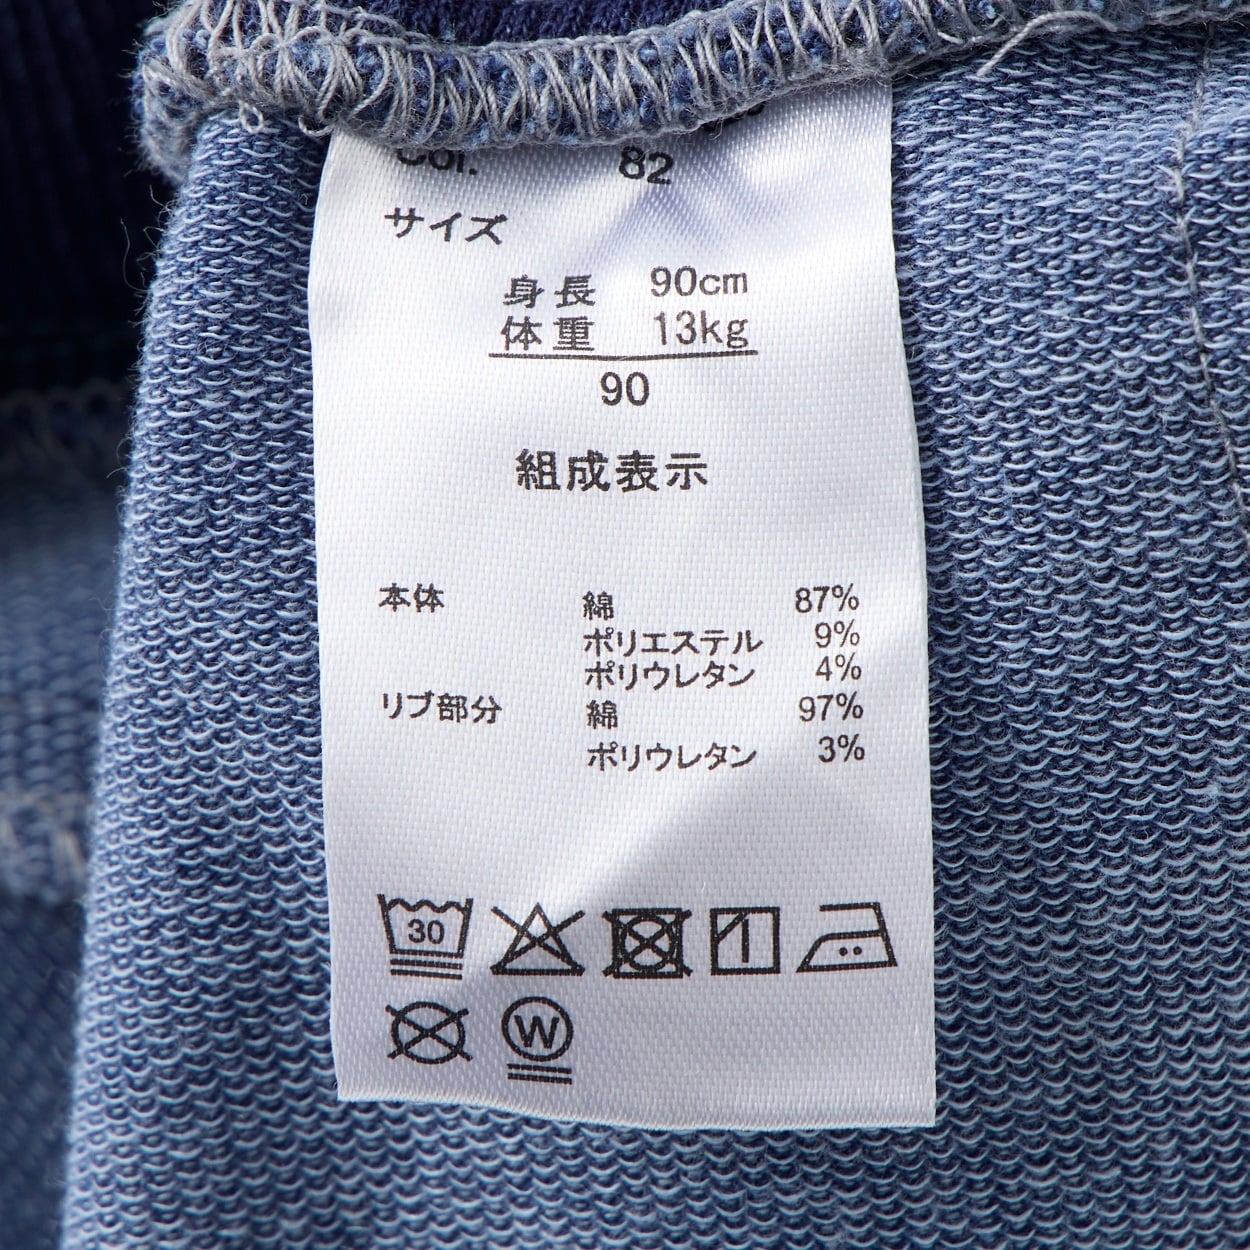 Col. 82
サイズ
身長 90cm
体重 13kg
90
組成表示
本体 綿 87%
ポリエステル 9%
ポリウレタン 4%
リブ部分 綿 97%
ポリウレタン 3%
30
W